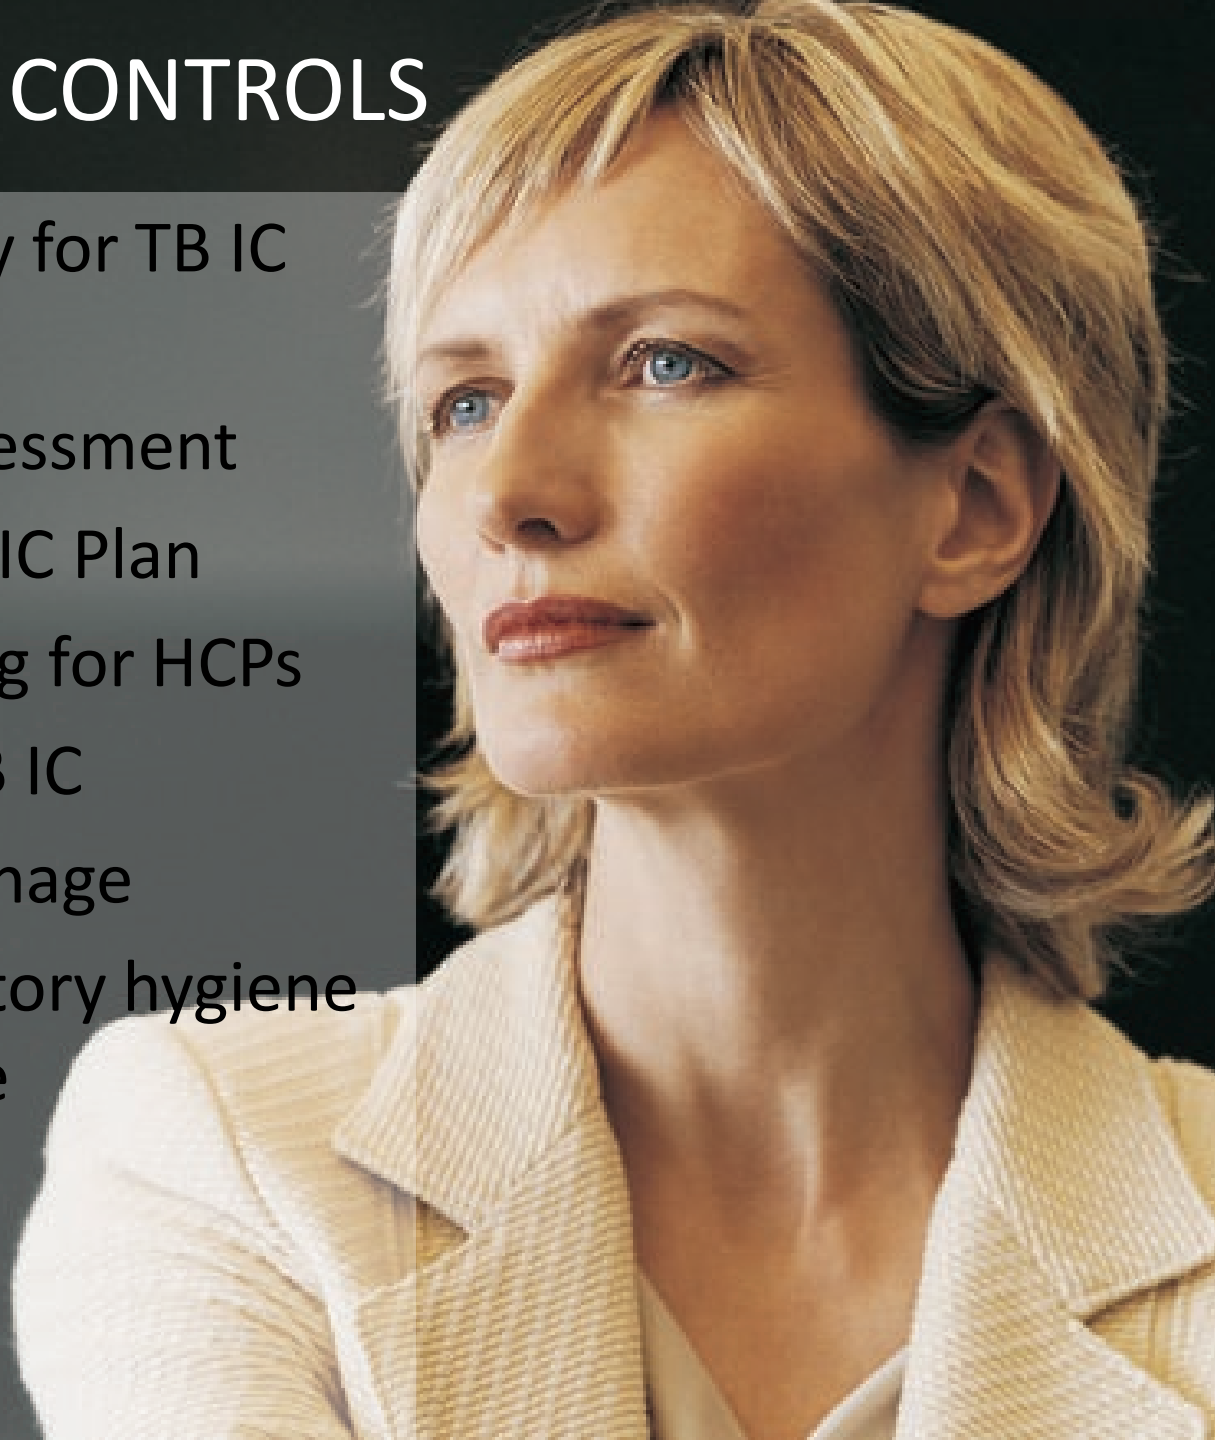 CONTROLS
y for TB IC
essment
IC Plan
g for HCPs
IC
nage
tory hygiene
e